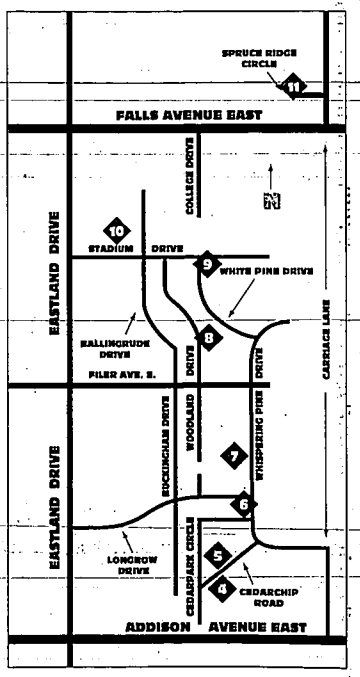 SPRUCE RIDGE
CIRCLE
11
FALLS AVENUE EAST
COLLEGE DRIVE
N
10
STADIUM DRIVE
EASTLAND DRIVE
9
WHITE PINE DRIVE
BALLINGRUDE
DRIVE
8
CARRIAGE LANE
FILER AVE. E.
BUCKINGHAM DRIVE
WOODLAND DRIVE
WHISPERING PINE DRIVE
7
EASTLAND DRIVE
6
LONGBOW
DRIVE
CEDARPARK CIRCLE
5
4
CEDARCHIP
ROAD
ADDISON AVENUE EAST